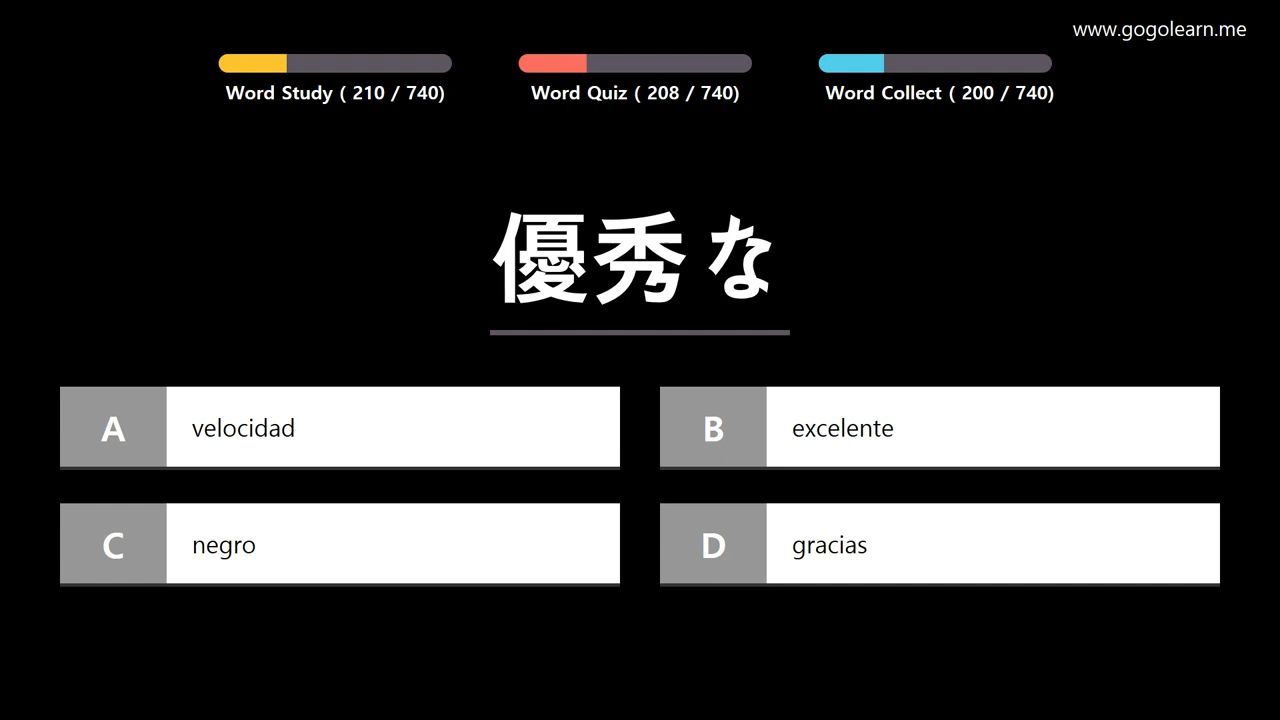 www.gogolearn.me
Word Study ( 210 / 740)
Word Quiz ( 208 / 740)
Word Collect ( 200 / 740)
優秀な
A velocidad
B excelente
C negro
D gracias